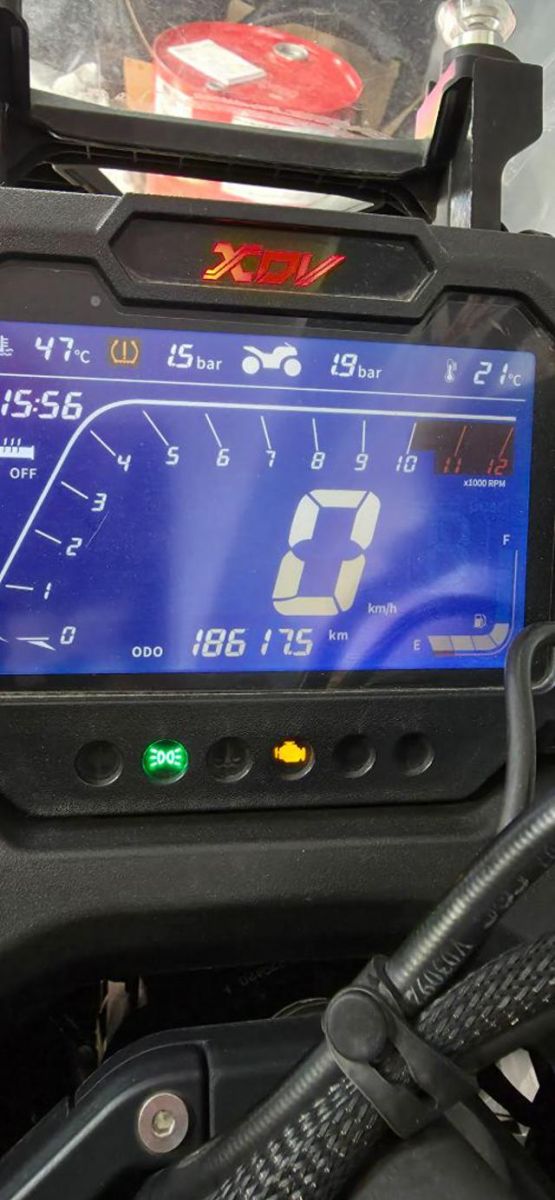 XDV
47°C 1.5 bar 1.9 bar 21°C
15:56
OFF
0 1 2 3 4 5 6 7 8 9 10 11 12
x1000 RPM
0 km/h
F
E
ODO 18617.5 km